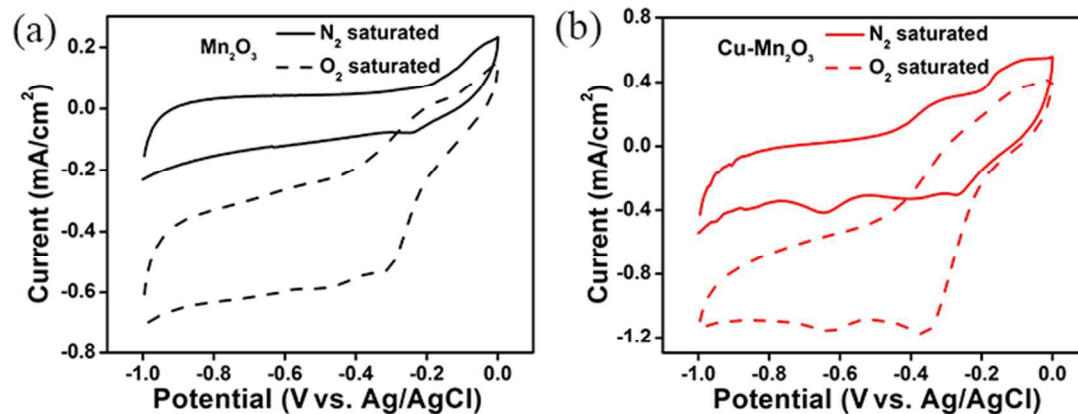 (a)
Mn₂O₃
N₂ saturated
O₂ saturated
0.2
0.0
-0.2
-0.4
-0.6
-0.8
Current (mA/cm²)
-1.0 -0.8 -0.6 -0.4 -0.2 0.0
Potential (V vs. Ag/AgCl)
(b)
Cu-Mn₂O₃
N₂ saturated
O₂ saturated
0.8
0.4
0.0
-0.4
-0.8
-1.2
Current (mA/cm²)
-1.0 -0.8 -0.6 -0.4 -0.2 0.0
Potential (V vs. Ag/AgCl)